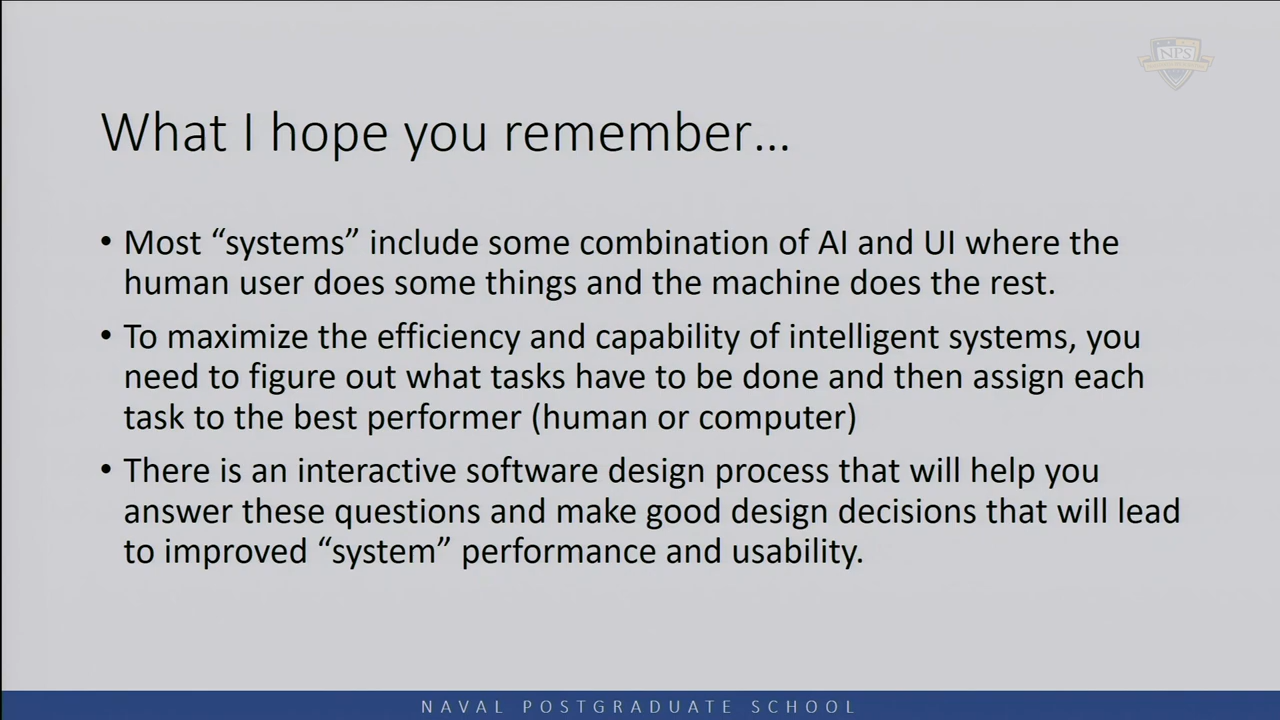 NPS
What I hope you remember…
• Most “systems” include some combination of AI and UI where the
human user does some things and the machine does the rest.
• To maximize the efficiency and capability of intelligent systems, you
need to figure out what tasks have to be done and then assign each
task to the best performer (human or computer)
• There is an interactive software design process that will help you
answer these questions and make good design decisions that will lead
to improved “system” performance and usability.
NAVAL POSTGRADUATE SCHOOL